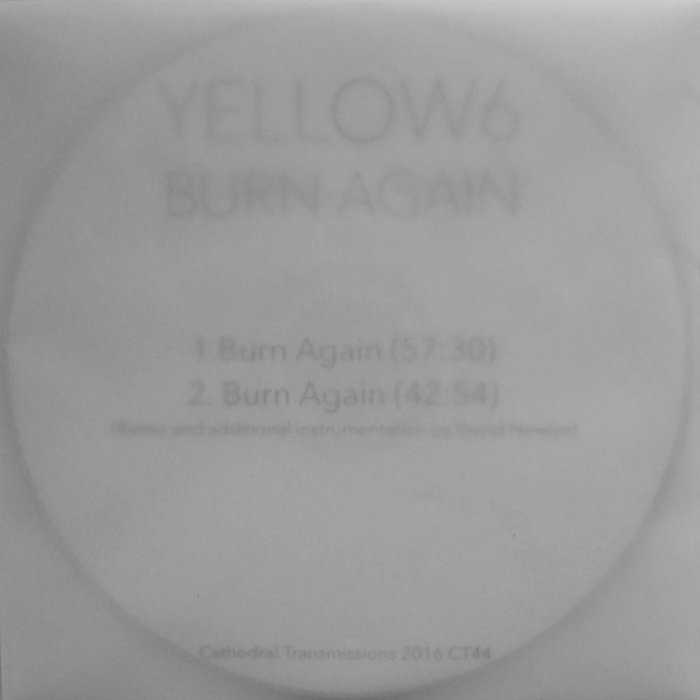 YELLOW6
BURN AGAIN
1. Burn Again (57:30)
2. Burn Again (42:54)
(Remix and additional instrumentation by David
Cathedral Transmissions 2016 CT44